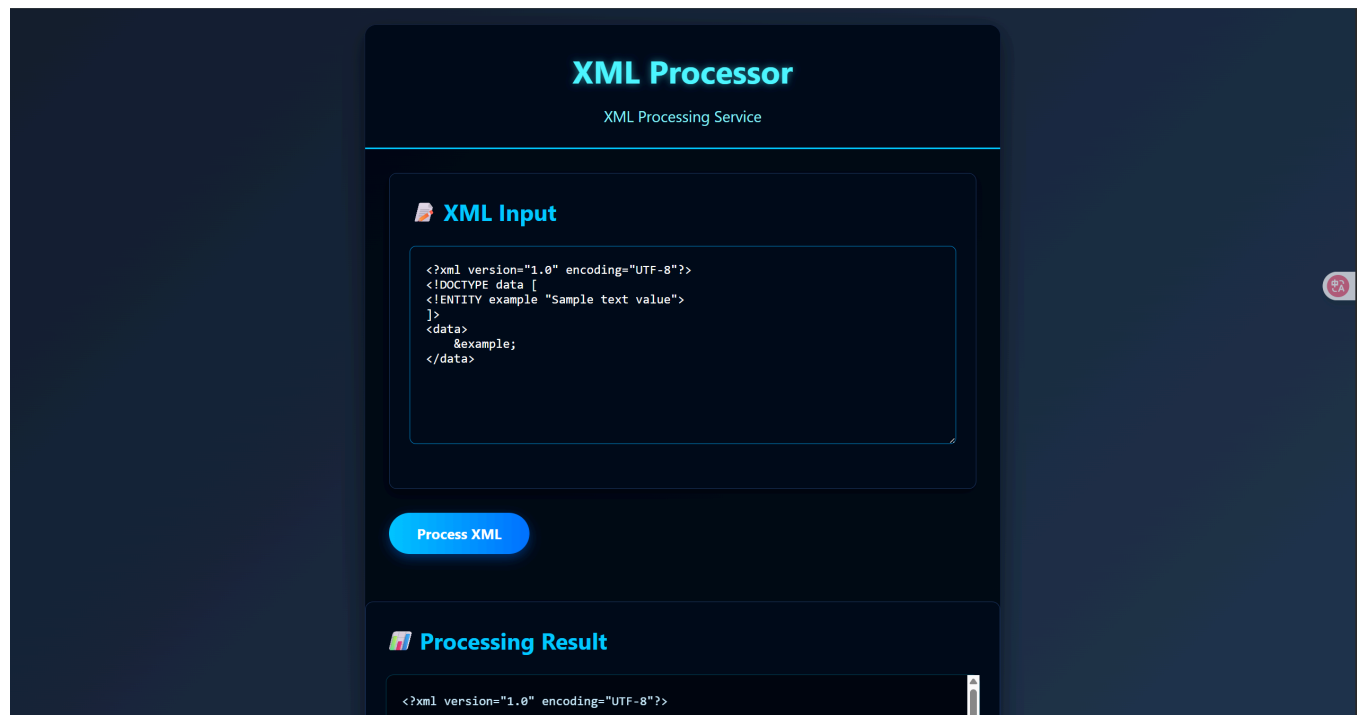 XML Processor
XML Processing Service
XML Input
<?xml version="1.0" encoding="UTF-8"?>
<!DOCTYPE data [
<!ENTITY example "Sample text value">
]>
<data>
    &example;
</data>
Process XML
Processing Result
<?xml version="1.0" encoding="UTF-8"?>